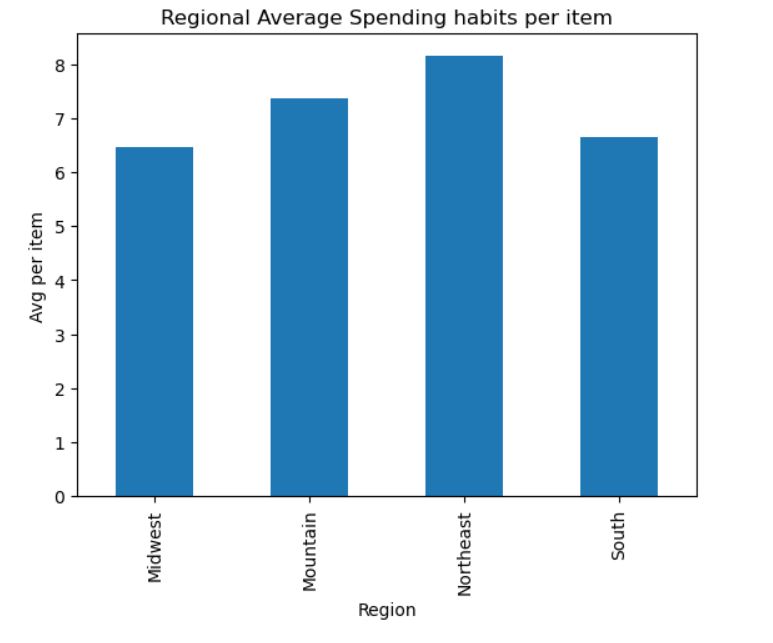 Regional Average Spending habits per item
8
7
6
5
4
3
2
1
0
Avg per item
Midwest
Mountain
Northeast
South
Region